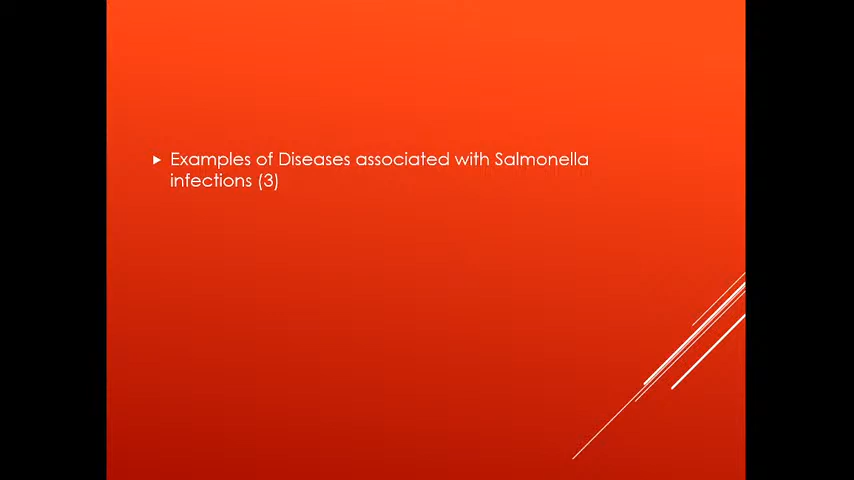 Examples of Diseases associated with Salmonella
infections (3)